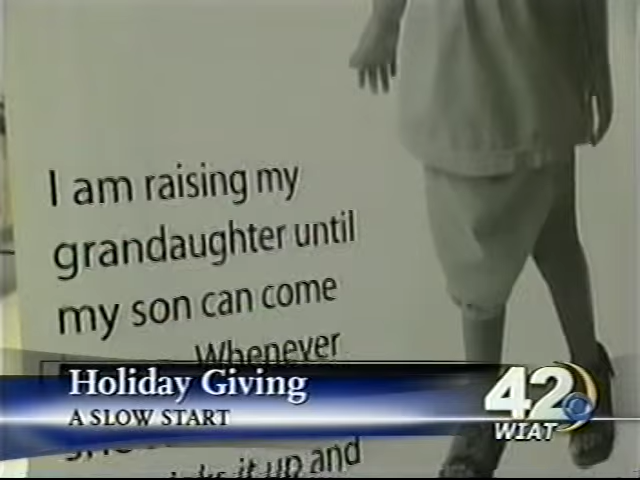 I am raising my
grandaughter until
my son can come
Whenever
Holiday Giving
A SLOW START
42
WIAT
it up and